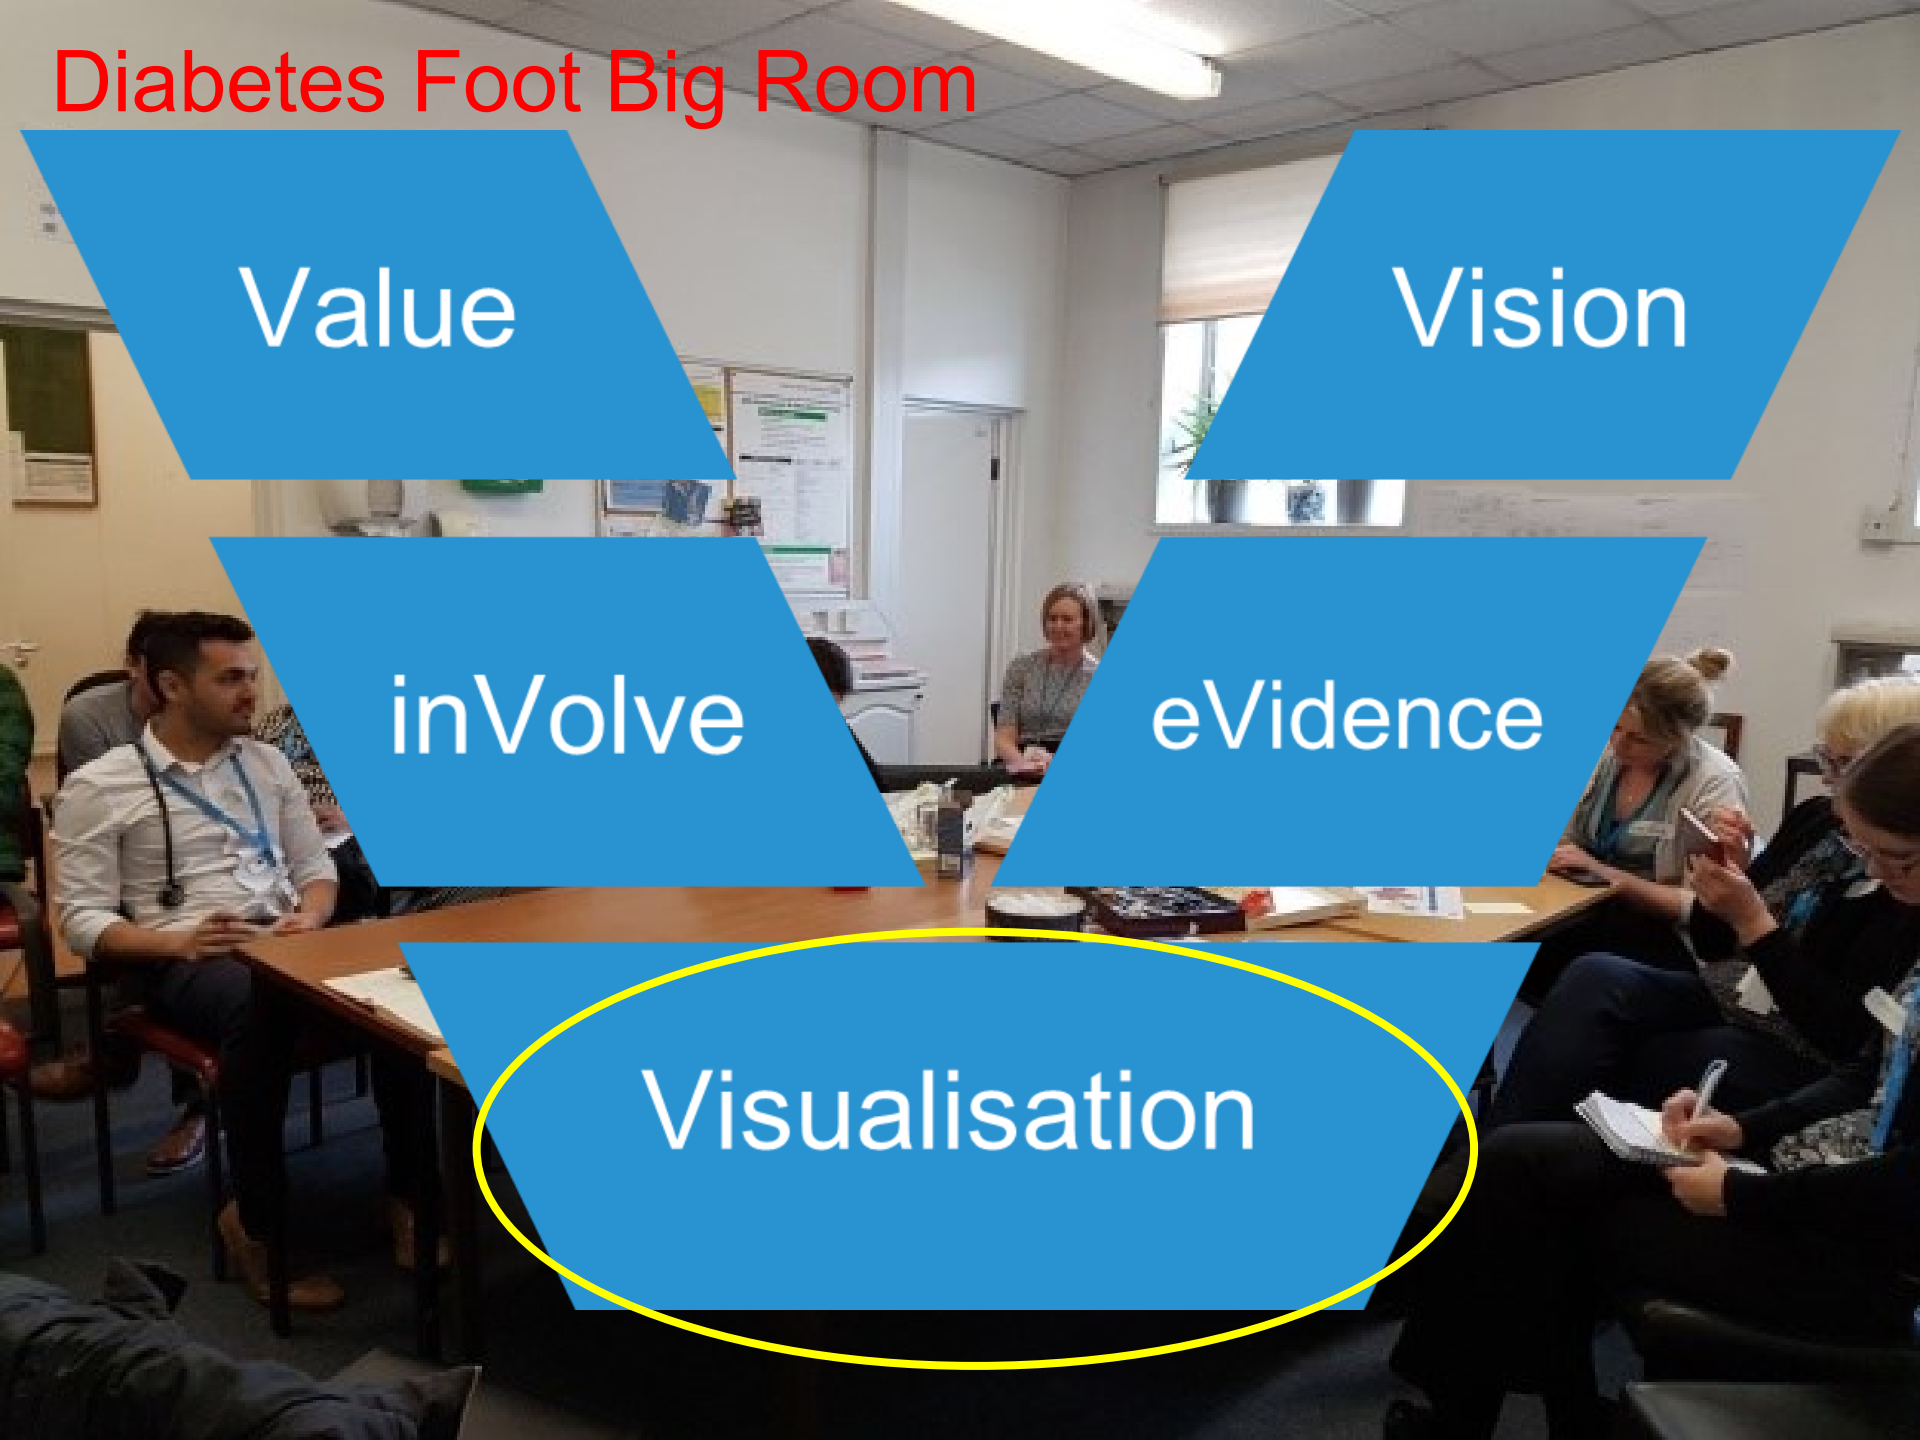 Diabetes Foot Big Room
Value
Vision
inVolve
eVidence
Visualisation